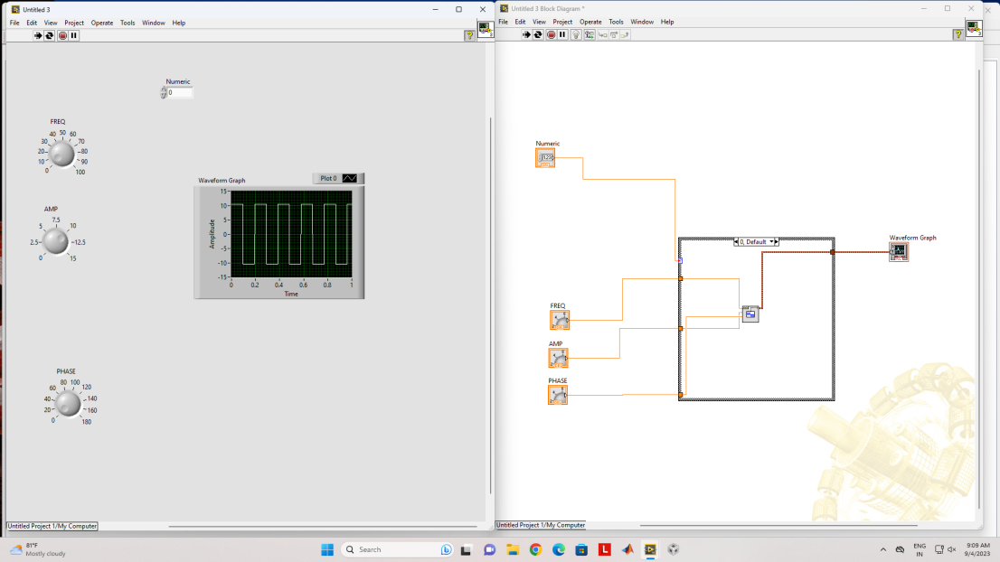 Untitled 3
File Edit View Project Operate Tools Window Help
Numeric
0
FREQ
0 10 20 30 40 50 60 70 80 90 100
AMP
0 2.5 5 7.5 10 12.5 15
Waveform Graph
Plot 0
Amplitude
15
10
5
0
-5
-10
-15
0 0.2 0.4 0.6 0.8 1
Time
PHASE
0 20 40 60 80 100 120 140 160 180
Untitled Project 1/My Computer
Untitled 3 Block Diagram *
File Edit View Project Operate Tools Window Help
Numeric
0, Default
Waveform Graph
FREQ
AMP
PHASE
Untitled Project 1/My Computer
81°F
Mostly cloudy
Search
ENG
IN
9:09 AM
9/4/2023